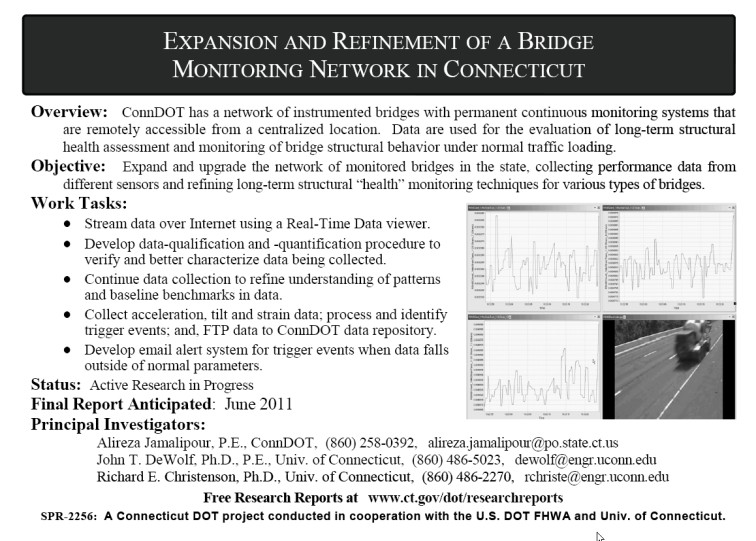 EXPANSION AND REFINEMENT OF A BRIDGE
MONITORING NETWORK IN CONNECTICUT
Overview: ConnDOT has a network of instrumented bridges with permanent continuous monitoring systems that
are remotely accessible from a centralized location. Data are used for the evaluation of long-term structural
health assessment and monitoring of bridge structural behavior under normal traffic loading.
Objective: Expand and upgrade the network of monitored bridges in the state, collecting performance data from
different sensors and refining long-term structural “health” monitoring techniques for various types of bridges.
Work Tasks:
• Stream data over Internet using a Real-Time Data viewer.
• Develop data-qualification and -quantification procedure to
verify and better characterize data being collected.
• Continue data collection to refine understanding of patterns
and baseline benchmarks in data.
• Collect acceleration, tilt and strain data; process and identify
trigger events; and, FTP data to ConnDOT data repository.
• Develop email alert system for trigger events when data falls
outside of normal parameters.
Status: Active Research in Progress
Final Report Anticipated: June 2011
Principal Investigators:
Alireza Jamalipour, P.E., ConnDOT, (860) 258-0392, alireza.jamalipour@po.state.ct.us
John T. DeWolf, Ph.D., P.E., Univ. of Connecticut, (860) 486-5023, dewolf@engr.uconn.edu
Richard E. Christenson, Ph.D., Univ. of Connecticut, (860) 486-2270, rchriste@engr.uconn.edu
Free Research Reports at www.ct.gov/dot/researchreports
SPR-2256: A Connecticut DOT project conducted in cooperation with the U.S. DOT FHWA and Univ. of Connecticut.